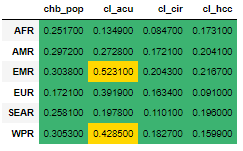 chb_pop cl_acu cl_cir cl_hcc
AFR 0.251700 0.134900 0.084700 0.173100
AMR 0.297200 0.272800 0.172100 0.204100
EMR 0.303800 0.523100 0.204300 0.216700
EUR 0.172100 0.391900 0.163400 0.091000
SEAR 0.258100 0.197800 0.110100 0.196000
WPR 0.305300 0.428500 0.182700 0.159900